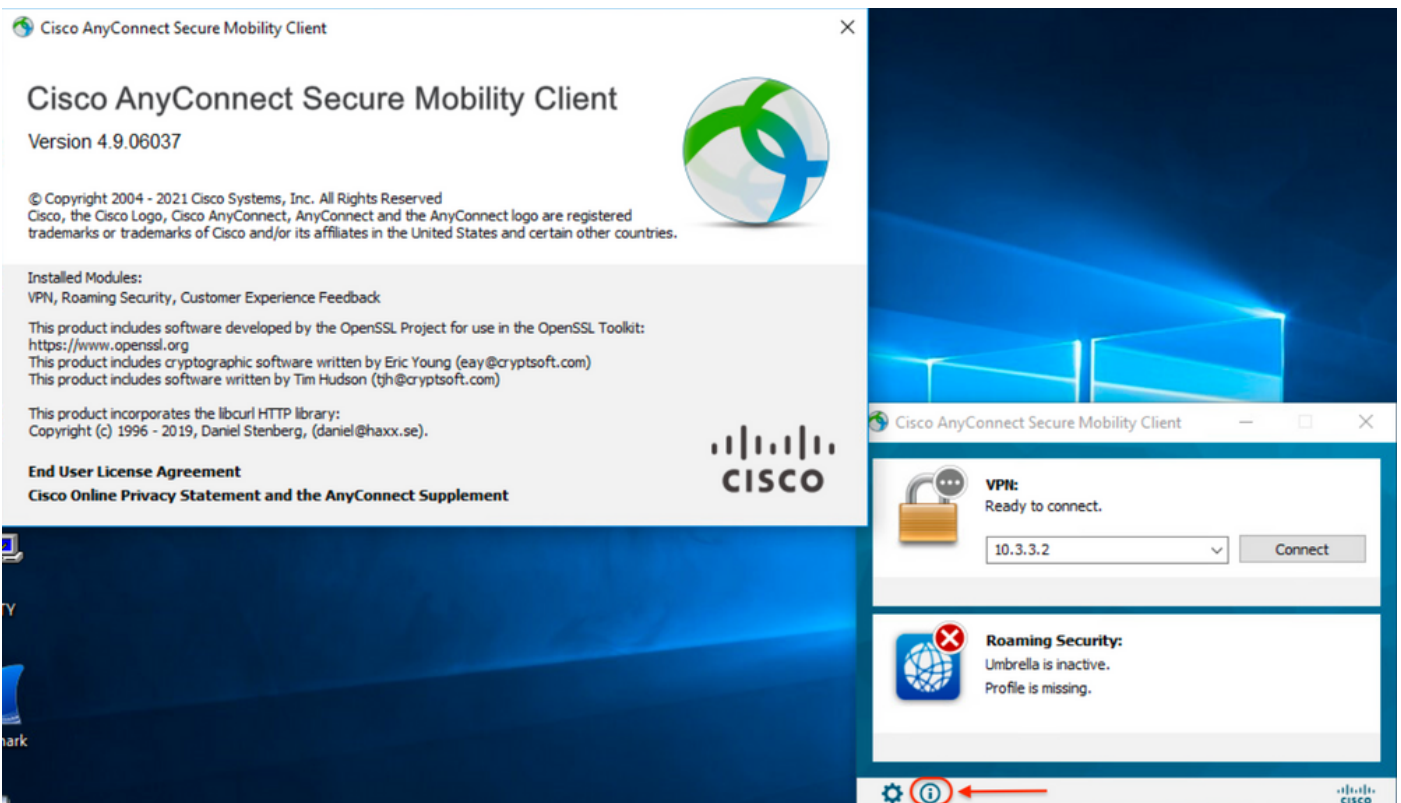 Cisco AnyConnect Secure Mobility Client
Cisco AnyConnect Secure Mobility Client
Version 4.9.06037
© Copyright 2004 - 2021 Cisco Systems, Inc. All Rights Reserved
Cisco, the Cisco Logo, Cisco AnyConnect, AnyConnect and the AnyConnect logo are registered
trademarks or trademarks of Cisco and/or its affiliates in the United States and certain other countries.
Installed Modules:
VPN, Roaming Security, Customer Experience Feedback
This product includes software developed by the OpenSSL Project for use in the OpenSSL Toolkit:
https://www.openssl.org
This product includes cryptographic software written by Eric Young (eay@cryptsoft.com)
This product includes software written by Tim Hudson (tjh@cryptsoft.com)
This product incorporates the libcurl HTTP library:
Copyright (c) 1996 - 2019, Daniel Stenberg, (daniel@haxx.se).
End User License Agreement
Cisco Online Privacy Statement and the AnyConnect Supplement
CISCO
TY
hark
Cisco AnyConnect Secure Mobility Client
VPN:
Ready to connect.
10.3.3.2
Connect
Roaming Security:
Umbrella is inactive.
Profile is missing.
CISCO